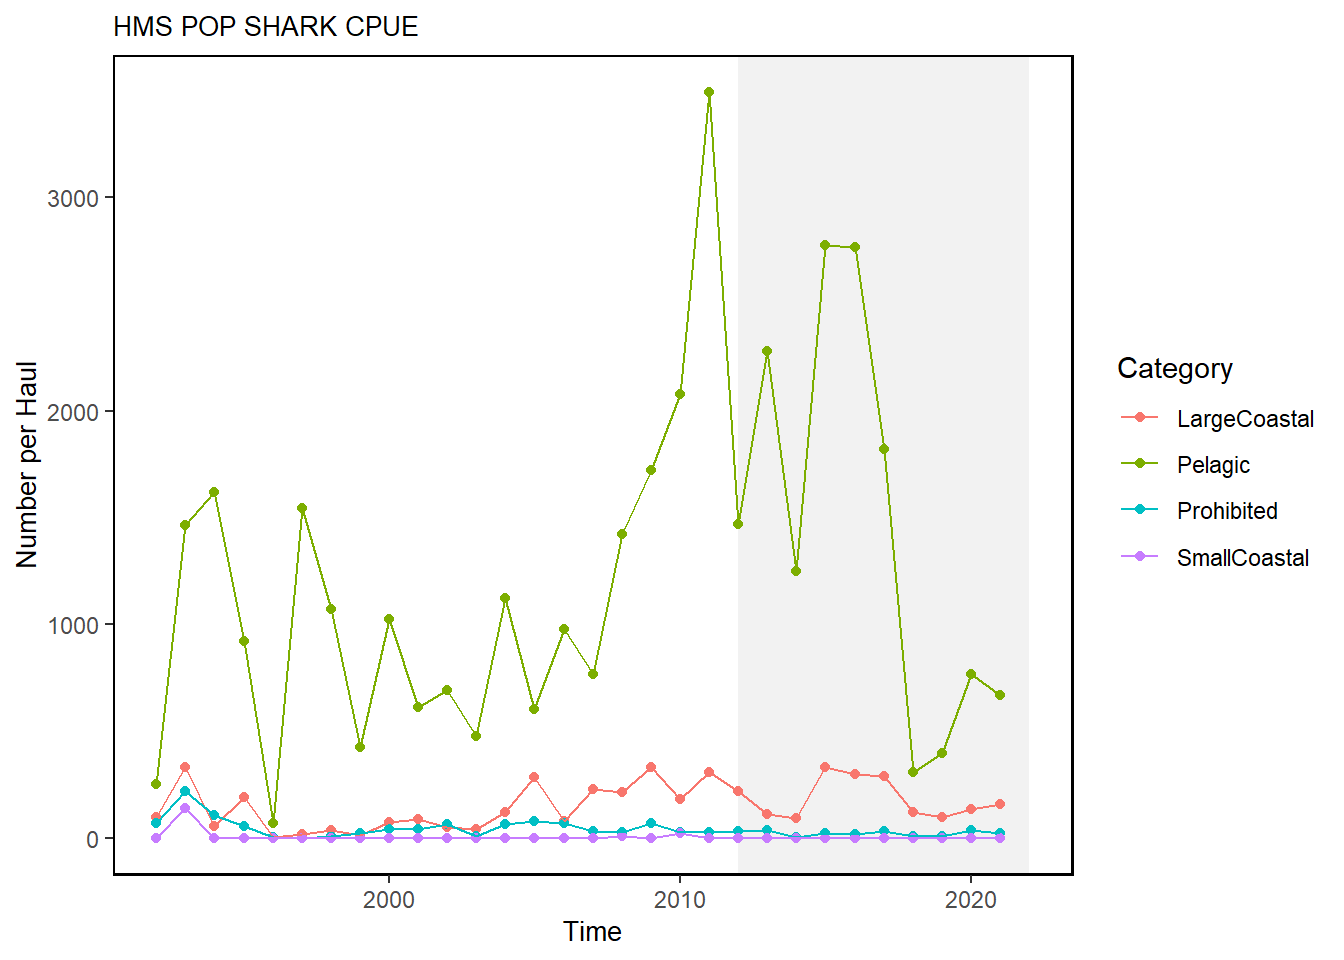 HMS POP SHARK CPUE
Number per Haul
3000
2000
1000
0
2000
2010
2020
Time
Category
LargeCoastal
Pelagic
Prohibited
SmallCoastal